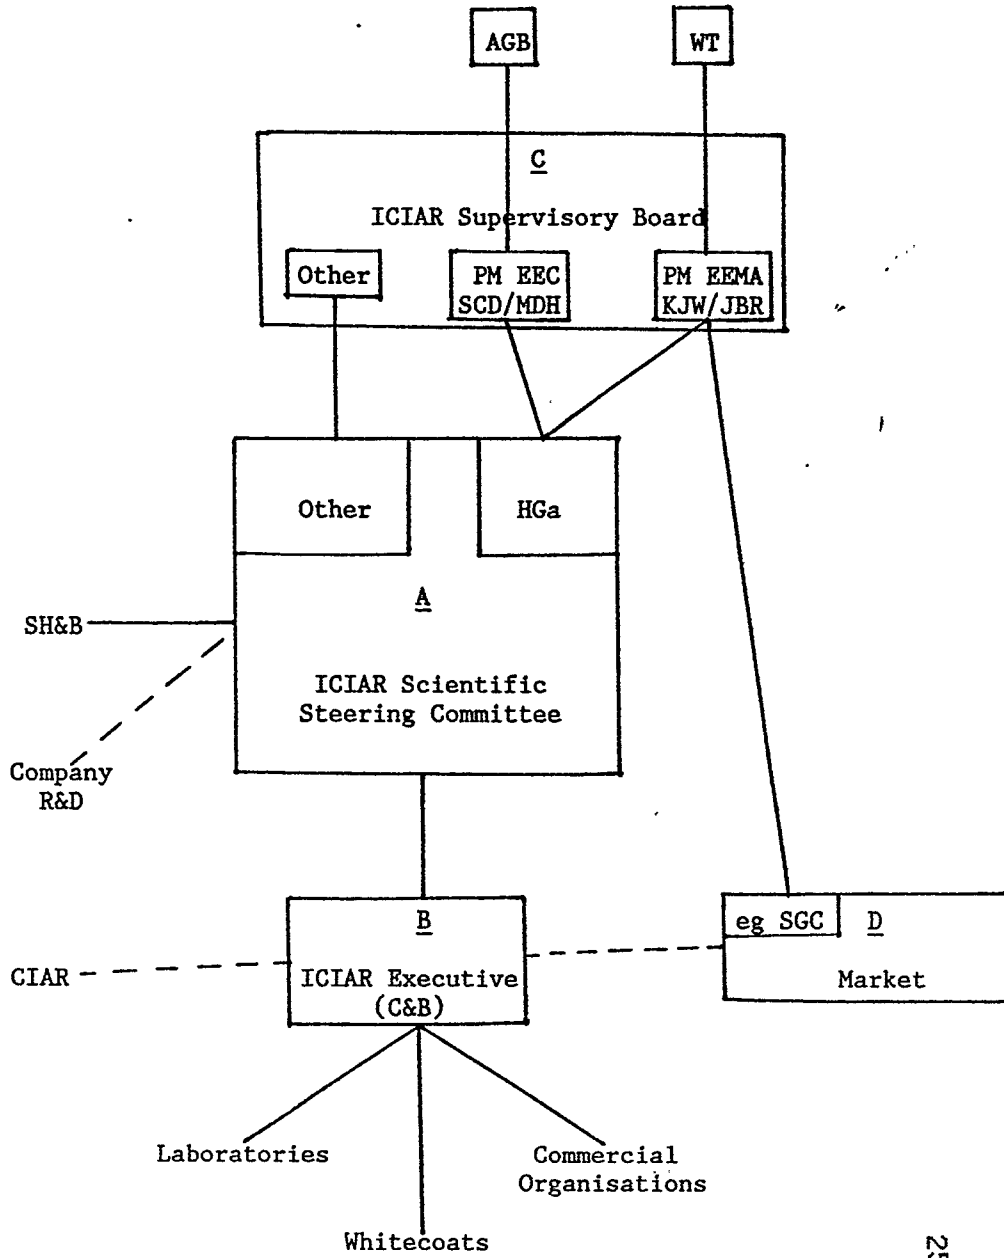 AGB
WT
C
ICIAR Supervisory Board
Other
PM EEC
SCD/MDH
PM EEMA
KJW/JBR
Other
HGa
A
SH&B
ICIAR Scientific
Steering Committee
Company
R&D
B
eg SGC
D
CIAR
ICIAR Executive
(C&B)
Market
Laboratories
Commercial
Organisations
Whitecoats
25